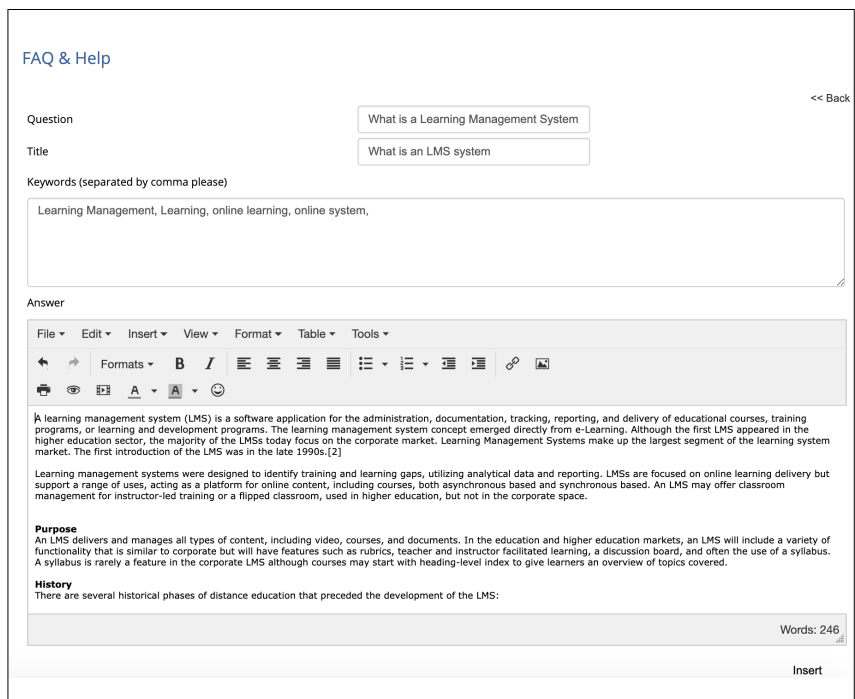 FAQ & Help
<< Back
Question
What is a Learning Management System
Title
What is an LMS system
Keywords (separated by comma please)
Learning Management, Learning, online learning, online system,
Answer
File Edit Insert View Format Table Tools
Formats B I
A A
A learning management system (LMS) is a software application for the administration, documentation, tracking, reporting, and delivery of educational courses, training
programs, or learning and development programs. The learning management system concept emerged directly from e-Learning. Although the first LMS appeared in the
higher education sector, the majority of the LMSs today focus on the corporate market. Learning Management Systems make up the largest segment of the learning system
market. The first introduction of the LMS was in the late 1990s.[2]
Learning management systems were designed to identify training and learning gaps, utilizing analytical data and reporting. LMSs are focused on online learning delivery but
support a range of uses, acting as a platform for online content, including courses, both asynchronous based and synchronous based. An LMS may offer classroom
management for instructor-led training or a flipped classroom, used in higher education, but not in the corporate space.
Purpose
An LMS delivers and manages all types of content, including video, courses, and documents. In the education and higher education markets, an LMS will include a variety of
functionality that is similar to corporate but will have features such as rubrics, teacher and instructor facilitated learning, a discussion board, and often the use of a syllabus.
A syllabus is rarely a feature in the corporate LMS although courses may start with heading-level index to give learners an overview of topics covered.
History
There are several historical phases of distance education that preceded the development of the LMS:
Words: 246
Insert